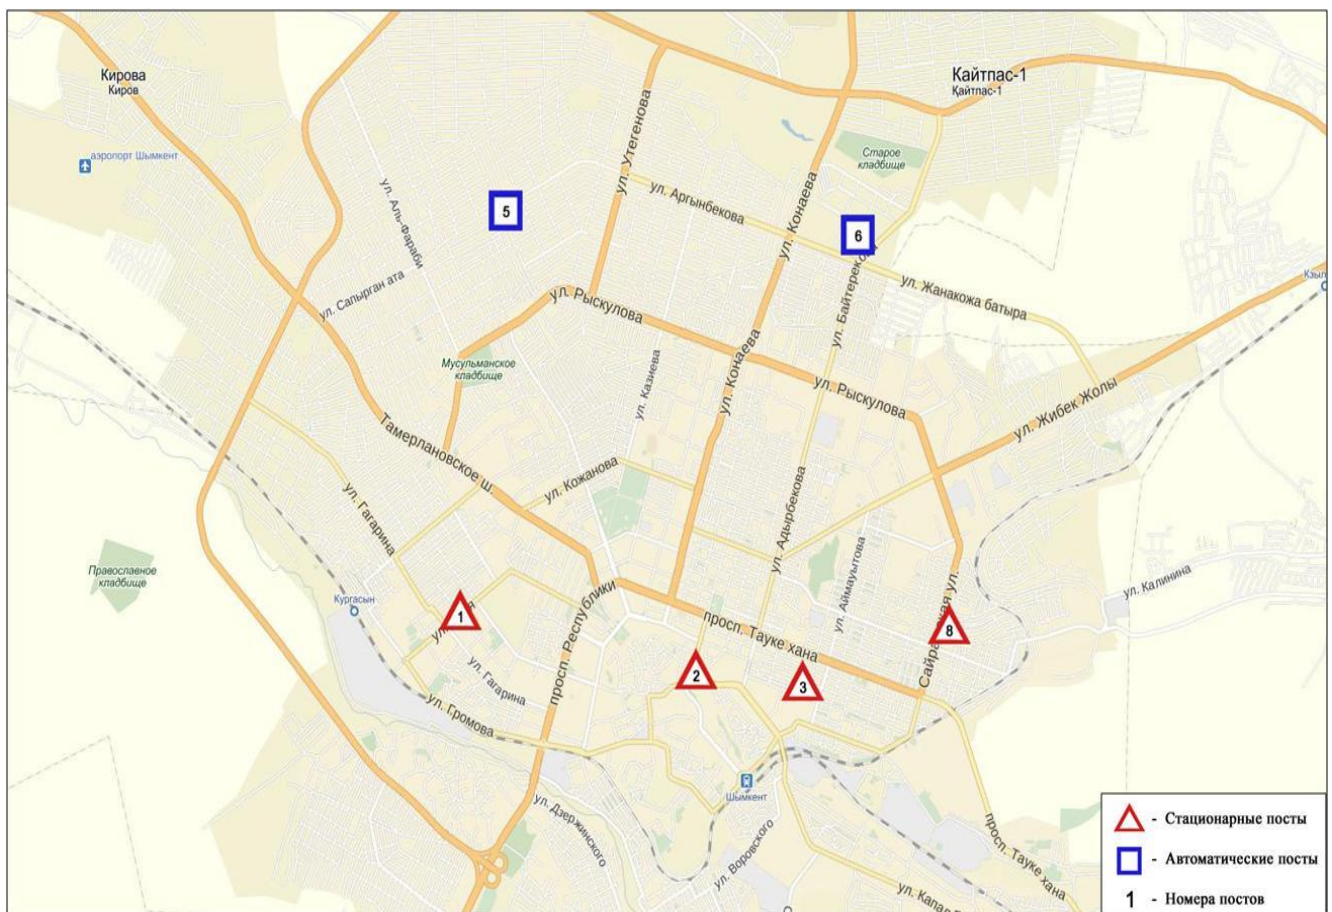 Кирова
Киров
Кайтпас-1
Қайтпас-1
аэропорт Шымкент
Старое
кладбище
ул. Утегенова
ул. Аль-Фараби
ул. Аргынбекова
ул. Конаева
5
6
ул. Байтереко
ул. Сапырган ата
ул. Жанакожа батыра
Кзыл
ул. Рыскулова
Мусульманское
кладбище
ул. Казиева
ул. Конаева
ул. Рыскулова
ул. Жибек Жолы
Тамерлановское ш.
ул. Кожанова
ул. Гагарина
ул. Адырбекова
ул. Аймауытова
Православное
кладбище
Кургасын
ул. Калинина
1
ул.
просп. Республики
просп. Тауке хана
8
2
3
ул. Гагарина
ул. Громова
Шымкент
ул. Дзержинского
ул. Воровского
просп. Тауке хана
- Стационарные посты
- Автоматические посты
1 - Номера постов